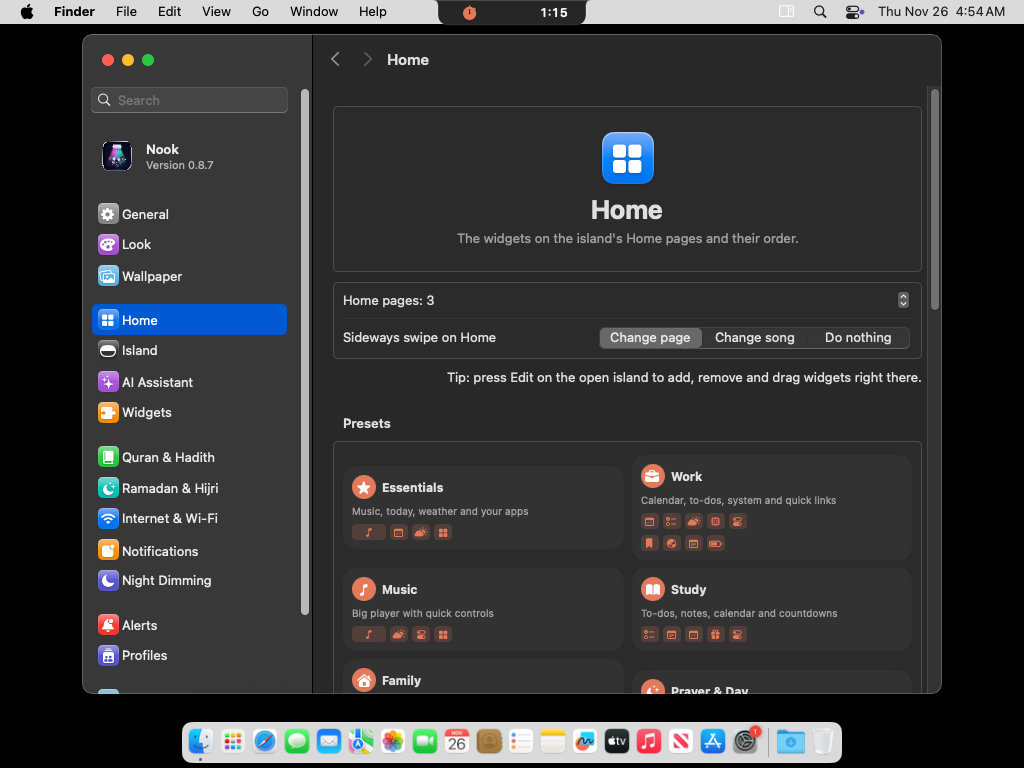 Finder File Edit View Go Window Help
1:15
Thu Nov 26 4:54 AM
Home
Search
Nook
Version 0.8.7
General
Look
Wallpaper
Home
Island
AI Assistant
Widgets
Quran & Hadith
Ramadan & Hijri
Internet & Wi-Fi
Notifications
Night Dimming
Alerts
Profiles
Home
The widgets on the island's Home pages and their order.
Home pages: 3
Sideways swipe on Home
Change page Change song Do nothing
Tip: press Edit on the open island to add, remove and drag widgets right there.
Presets
Essentials
Music, today, weather and your apps
Work
Calendar, to-dos, system and quick links
Music
Big player with quick controls
Study
To-dos, notes, calendar and countdowns
Family
Prayer & Day
NOV
26
tv
1